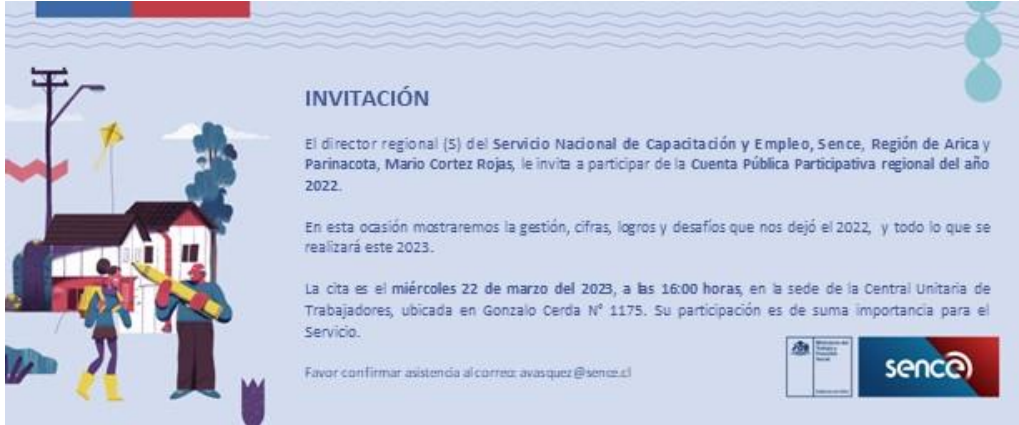 INVITACIÓN
El director regional (S) del Servicio Nacional de Capacitación y Empleo, Sence, Región de Arica y
Parinacota, Mario Cortez Rojas, le invita a participar de la Cuenta Pública Participativa regional del año
2022.
En esta ocasión mostraremos la gestión, cifras, logros y desafíos que nos dejó el 2022, y todo lo que se
realizará este 2023.
La cita es el miércoles 22 de marzo del 2023, a las 16:00 horas, en la sede de la Central Unitaria de
Trabajadores, ubicada en Gonzalo Cerda N° 1175. Su participación es de suma importancia para el
Servicio.
Favor confirmar asistencia al correo: avasquez@sence.cl
Ministerio del
Trabajo y
Previsión
Social
sence